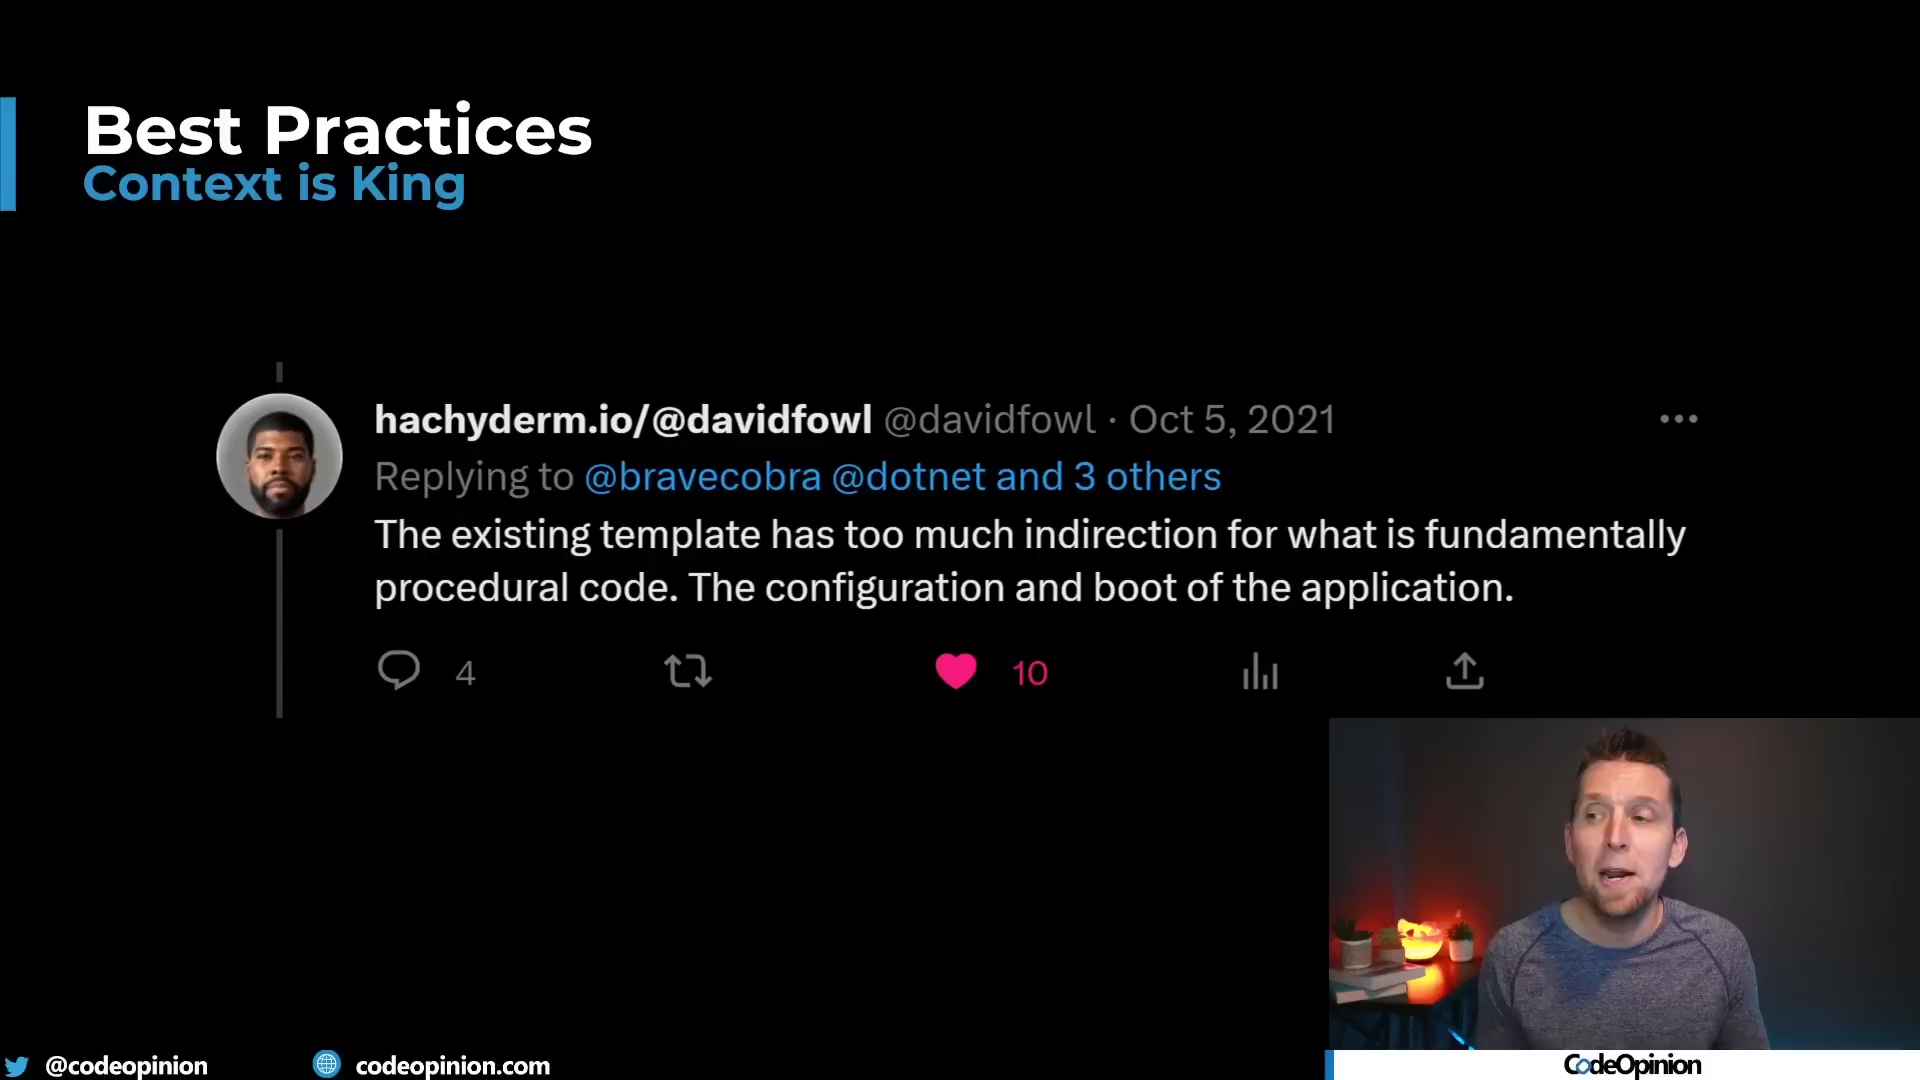 Best Practices
Context is King
hachyderm.io/@davidfowl @davidfowl · Oct 5, 2021
Replying to @bravecobra @dotnet and 3 others
The existing template has too much indirection for what is fundamentally
procedural code. The configuration and boot of the application.
4 10
@codeopinion codeopinion.com
CodeOpinion